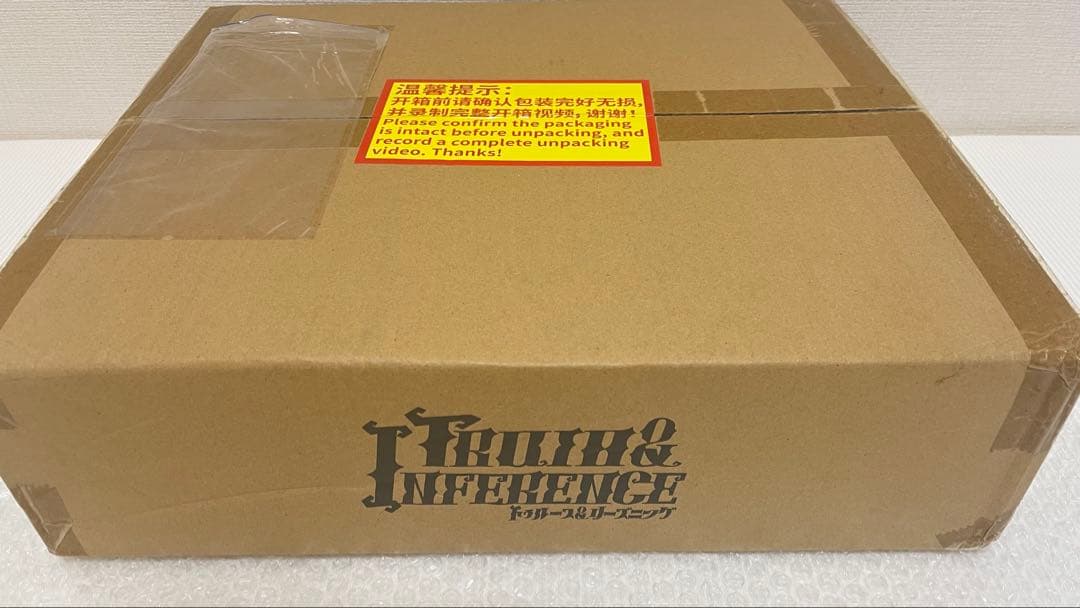 温馨提示：
开箱前请确认包装完好无损，
并录制完整开箱视频，谢谢！
Please confirm the packaging
is intact before unpacking, and
record a complete unpacking
video. Thanks!
TRUTH&
INFERENCE
トゥルース&リーズニング